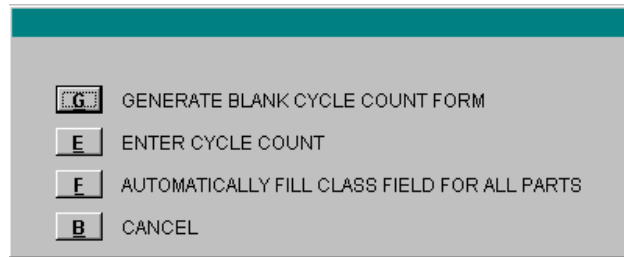 G GENERATE BLANK CYCLE COUNT FORM
E ENTER CYCLE COUNT
F AUTOMATICALLY FILL CLASS FIELD FOR ALL PARTS
B CANCEL